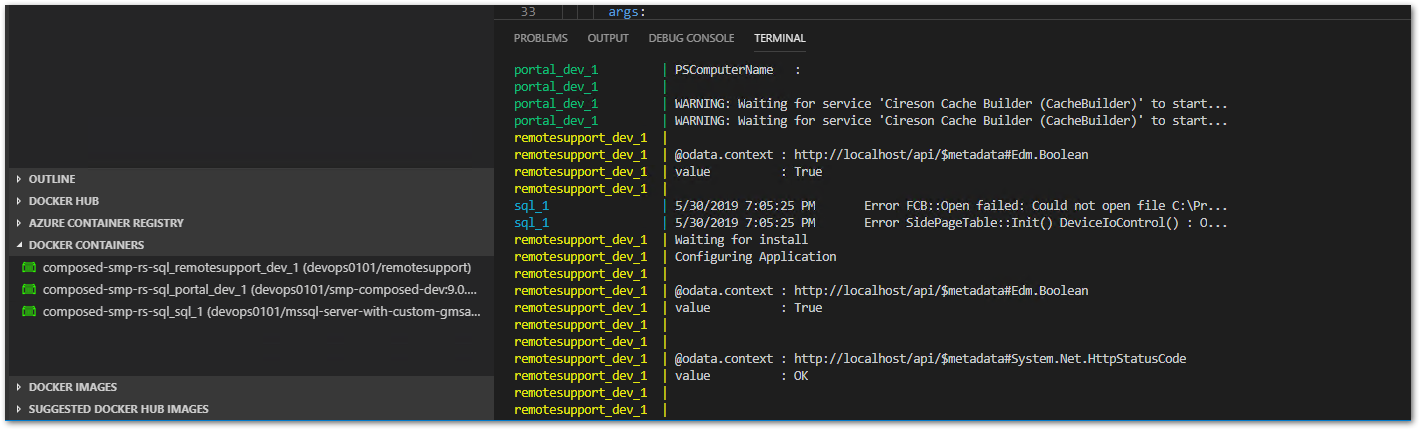 33 args:
PROBLEMS OUTPUT DEBUG CONSOLE TERMINAL
portal_dev_1 | PSComputerName :
portal_dev_1 |
portal_dev_1 | WARNING: Waiting for service 'Cireson Cache Builder (CacheBuilder)' to start...
portal_dev_1 | WARNING: Waiting for service 'Cireson Cache Builder (CacheBuilder)' to start...
remotesupport_dev_1 |
remotesupport_dev_1 | @odata.context : http://localhost/api/$metadata#Edm.Boolean
remotesupport_dev_1 | value : True
remotesupport_dev_1 |
sql_1 | 5/30/2019 7:05:25 PM Error FCB::Open failed: Could not open file C:\Pr...
sql_1 | 5/30/2019 7:05:25 PM Error SidePageTable::Init() DeviceIoControl() : O...
remotesupport_dev_1 | Waiting for install
remotesupport_dev_1 | Configuring Application
remotesupport_dev_1 |
remotesupport_dev_1 | @odata.context : http://localhost/api/$metadata#Edm.Boolean
remotesupport_dev_1 | value : True
remotesupport_dev_1 |
remotesupport_dev_1 |
remotesupport_dev_1 | @odata.context : http://localhost/api/$metadata#System.Net.HttpStatusCode
remotesupport_dev_1 | value : OK
remotesupport_dev_1 |
remotesupport_dev_1 |
OUTLINE
DOCKER HUB
AZURE CONTAINER REGISTRY
DOCKER CONTAINERS
composed-smp-rs-sql_remotesupport_dev_1 (devops0101/remotesupport)
composed-smp-rs-sql_portal_dev_1 (devops0101/smp-composed-dev:9.0....
composed-smp-rs-sql_sql_1 (devops0101/mssql-server-with-custom-gmsa...
DOCKER IMAGES
SUGGESTED DOCKER HUB IMAGES